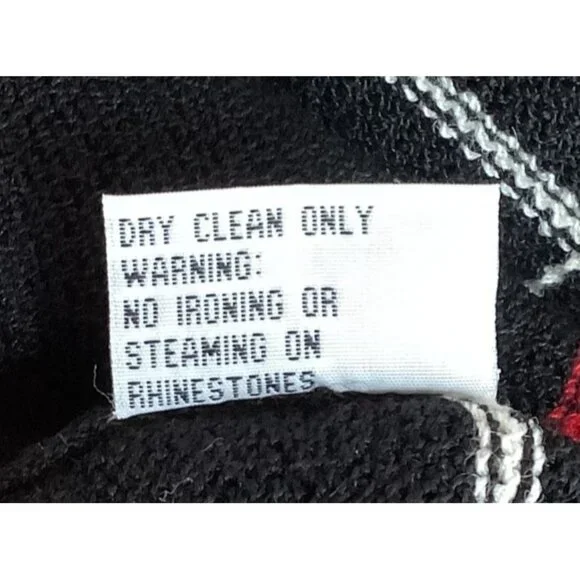 DRY CLEAN ONLY
WARNING:
NO IRONING OR
STEAMING ON
RHINESTONES